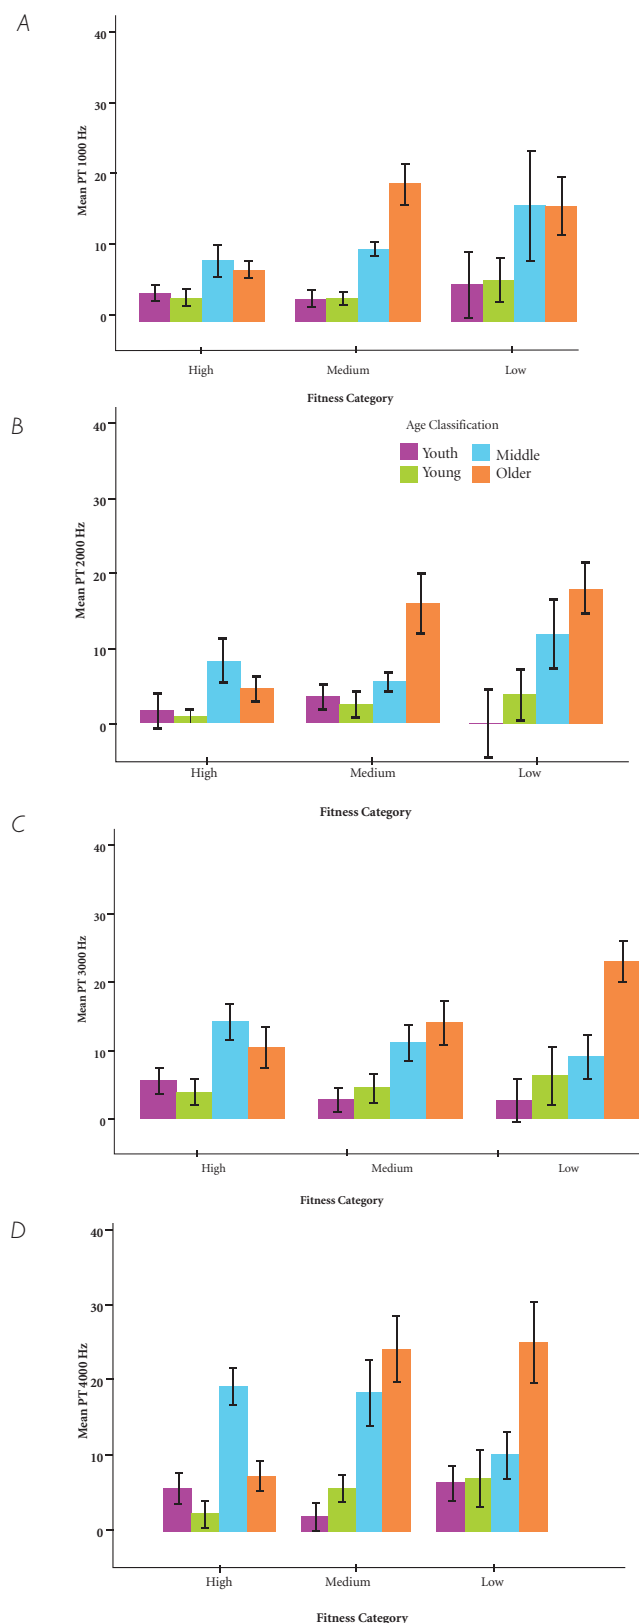 A
40
30
20
10
0
Mean PT 1000 Hz
High Medium Low
Fitness Category
B
40
30
20
10
0
Mean PT 2000 Hz
Age Classification
Youth Middle
Young Older
High Medium Low
Fitness Category
C
40
30
20
10
0
Mean PT 3000 Hz
High Medium Low
Fitness Category
D
40
30
20
10
0
Mean PT 4000 Hz
High Medium Low
Fitness Category